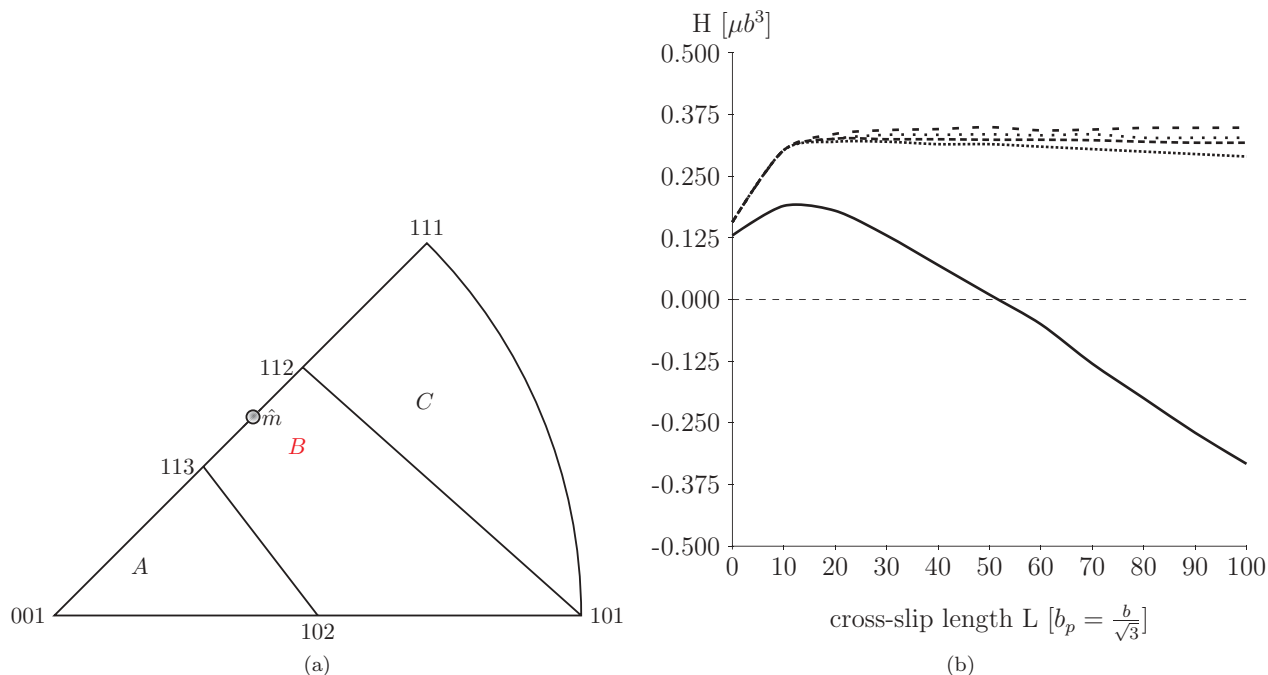 111
112
C
m̂
B
113
A
001
101
102
(a)
H [μb³]
0.500
0.375
0.250
0.125
0.000
-0.125
-0.250
-0.375
-0.500
0 10 20 30 40 50 60 70 80 90 100
cross-slip length L [b_p = b/√3]
(b)